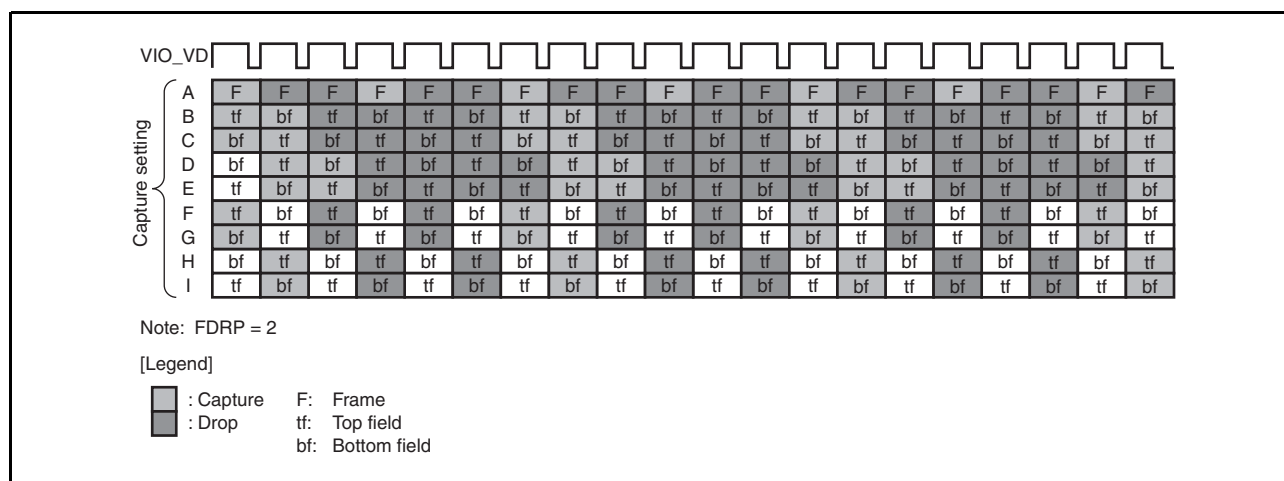 VIO_VD
Capture setting
A F F F F F F F F F F F F F F F F F F F F
B tf bf tf bf tf bf tf bf tf bf tf bf tf bf tf bf tf bf tf bf
C bf tf bf tf bf tf bf tf bf tf bf tf bf tf bf tf bf tf bf tf
D bf tf bf tf bf tf bf tf bf tf bf tf bf tf bf tf bf tf bf tf
E tf bf tf bf tf bf tf bf tf bf tf bf tf bf tf bf tf bf tf bf
F tf bf tf bf tf bf tf bf tf bf tf bf tf bf tf bf tf bf tf bf
G bf tf bf tf bf tf bf tf bf tf bf tf bf tf bf tf bf tf bf tf
H bf tf bf tf bf tf bf tf bf tf bf tf bf tf bf tf bf tf bf tf
I tf bf tf bf tf bf tf bf tf bf tf bf tf bf tf bf tf bf tf bf
Note: FDRP = 2
[Legend]
: Capture F: Frame
: Drop tf: Top field
bf: Bottom field